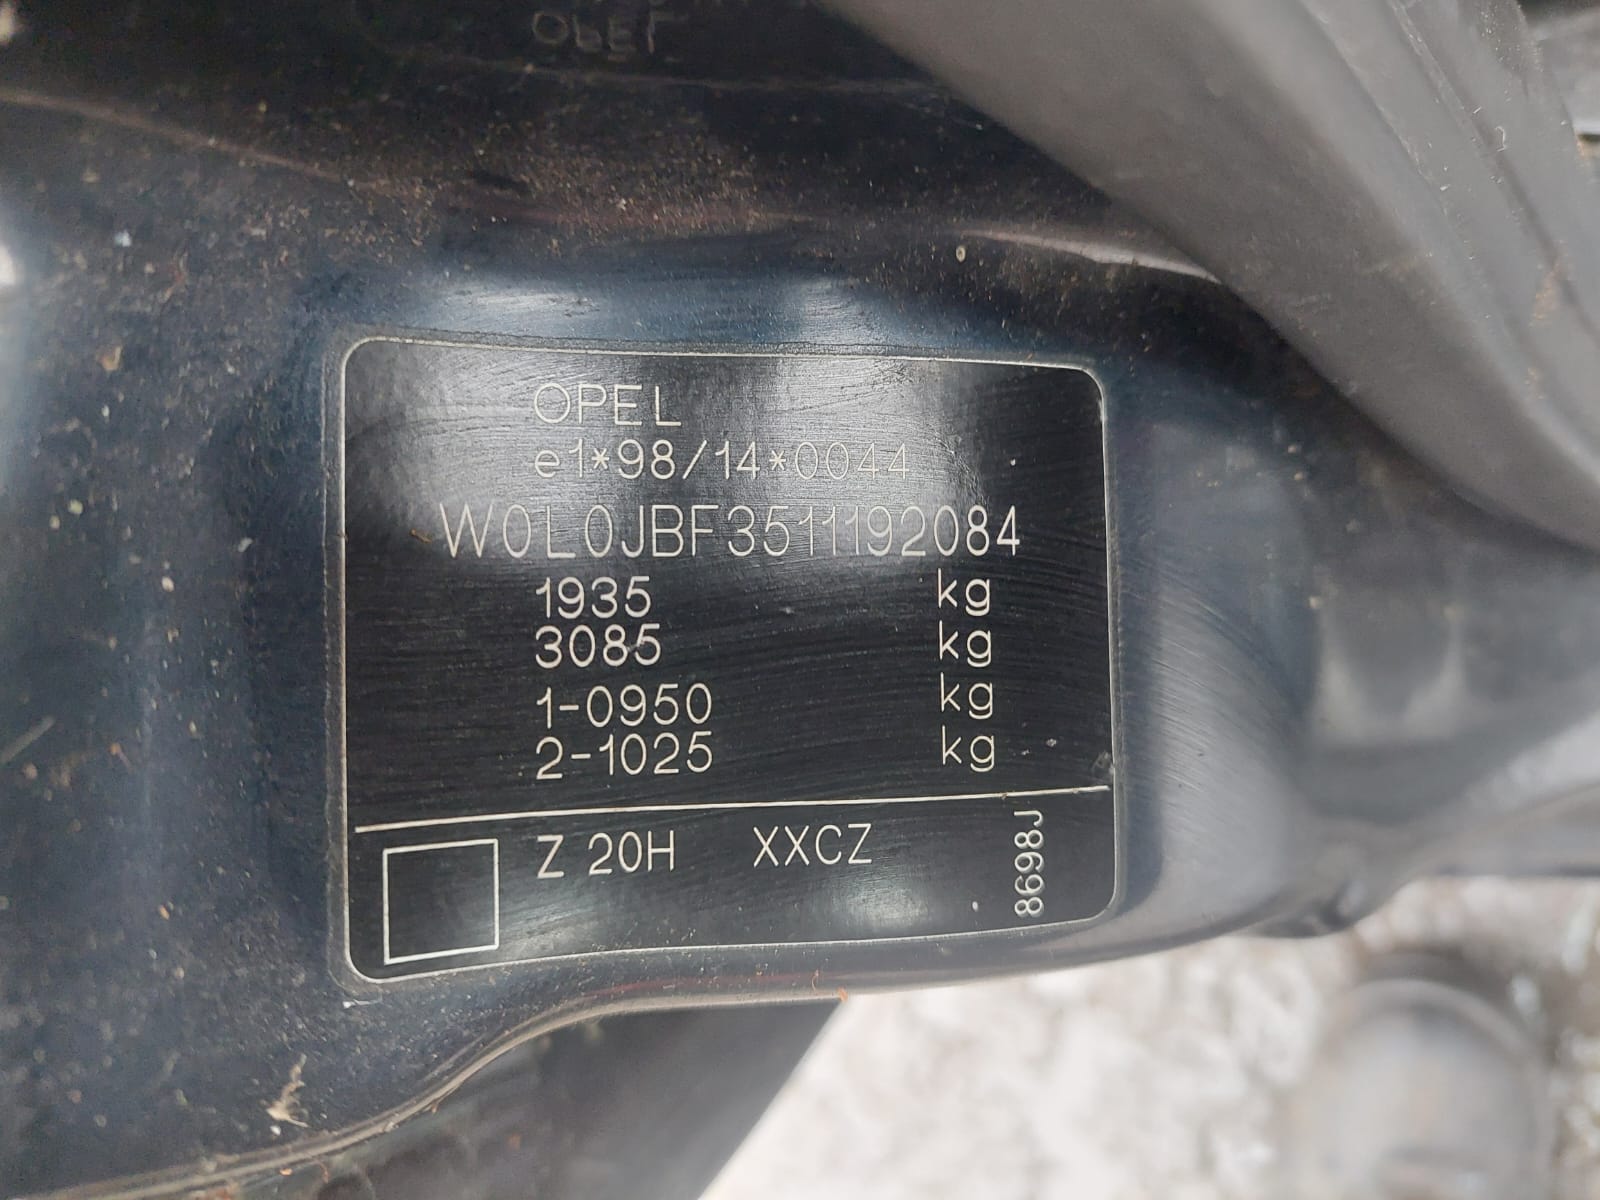 OPEL
e1*98/14*0044
W0L0JBF3511192084
1935 kg
3085 kg
1-0950 kg
2-1025 kg
Z 20H XXCZ
8698J